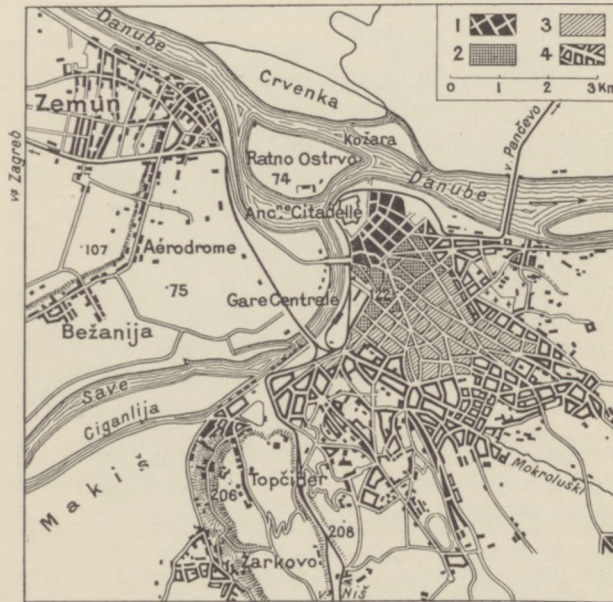 Danube
Crvenka
1
2
3
4
0 1 2 3 Km
Zemun
vs Zagreb
Kožara
v. Pančevo
Ratno Ostrvo
74
Danube
Anc.ne Citadelle
107
Aérodrome
75
Gare Centrale
Bežanija
Save
Ciganlija
Makiš
Topčider
206
Mokroluški
208
Žarkovo
vs Niš